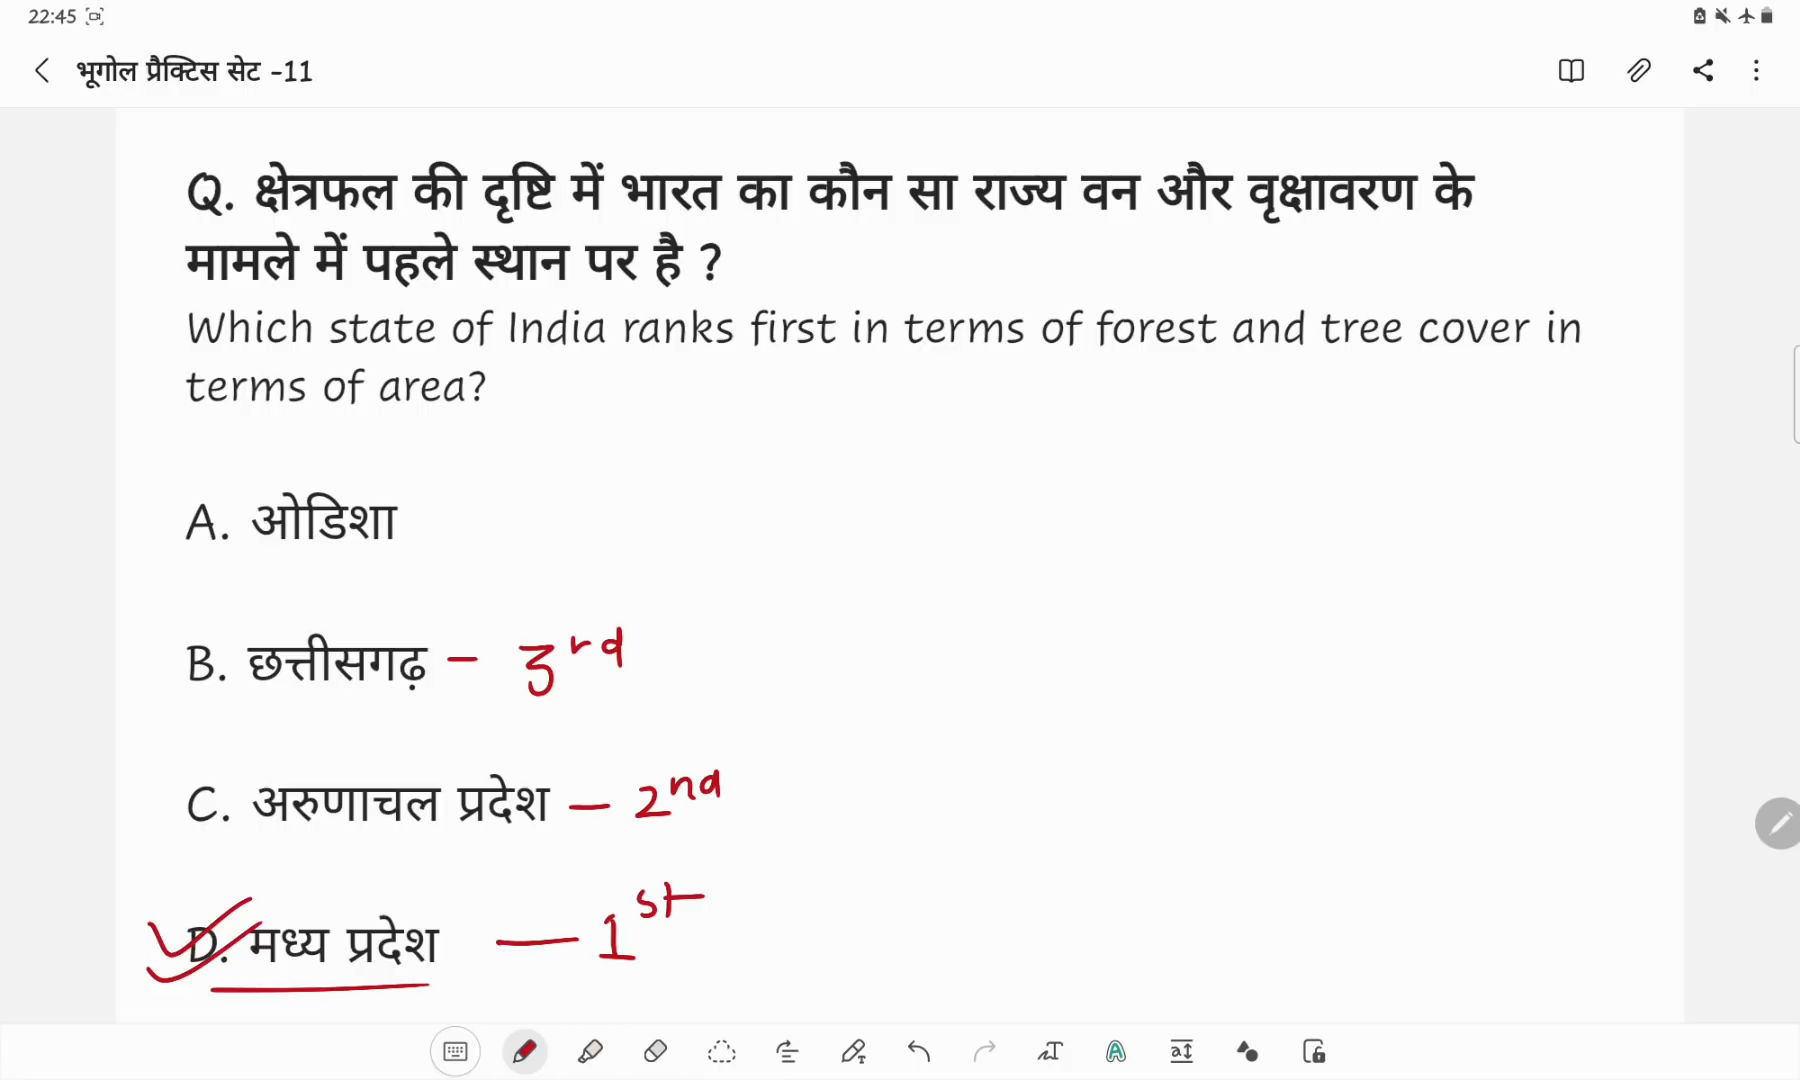 22:45
भूगोल प्रैक्टिस सेट -11
Q. क्षेत्रफल की दृष्टि में भारत का कौन सा राज्य वन और वृक्षावरण के
मामले में पहले स्थान पर है ?
Which state of India ranks first in terms of forest and tree cover in
terms of area?
A. ओडिशा
B. छत्तीसगढ़ - 3rd
C. अरुणाचल प्रदेश - 2nd
D. मध्य प्रदेश - 1st